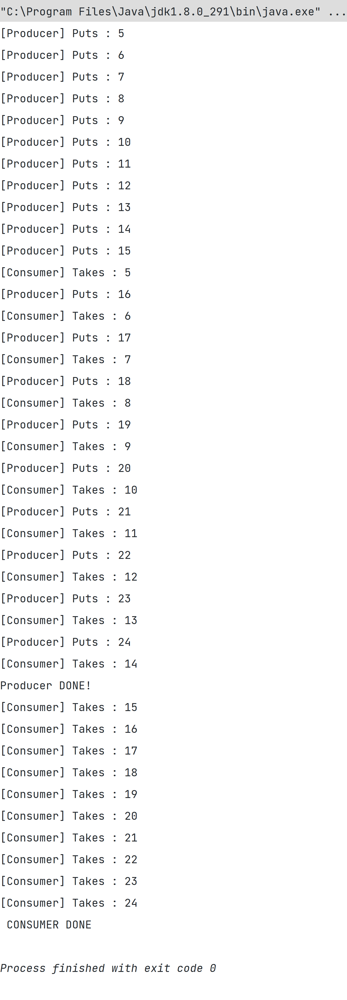 "C:\Program Files\Java\jdk1.8.0_291\bin\java.exe" ...
[Producer] Puts : 5
[Producer] Puts : 6
[Producer] Puts : 7
[Producer] Puts : 8
[Producer] Puts : 9
[Producer] Puts : 10
[Producer] Puts : 11
[Producer] Puts : 12
[Producer] Puts : 13
[Producer] Puts : 14
[Producer] Puts : 15
[Consumer] Takes : 5
[Producer] Puts : 16
[Consumer] Takes : 6
[Producer] Puts : 17
[Consumer] Takes : 7
[Producer] Puts : 18
[Consumer] Takes : 8
[Producer] Puts : 19
[Consumer] Takes : 9
[Producer] Puts : 20
[Consumer] Takes : 10
[Producer] Puts : 21
[Consumer] Takes : 11
[Producer] Puts : 22
[Consumer] Takes : 12
[Producer] Puts : 23
[Consumer] Takes : 13
[Producer] Puts : 24
[Consumer] Takes : 14
Producer DONE!
[Consumer] Takes : 15
[Consumer] Takes : 16
[Consumer] Takes : 17
[Consumer] Takes : 18
[Consumer] Takes : 19
[Consumer] Takes : 20
[Consumer] Takes : 21
[Consumer] Takes : 22
[Consumer] Takes : 23
[Consumer] Takes : 24
 CONSUMER DONE
Process finished with exit code 0